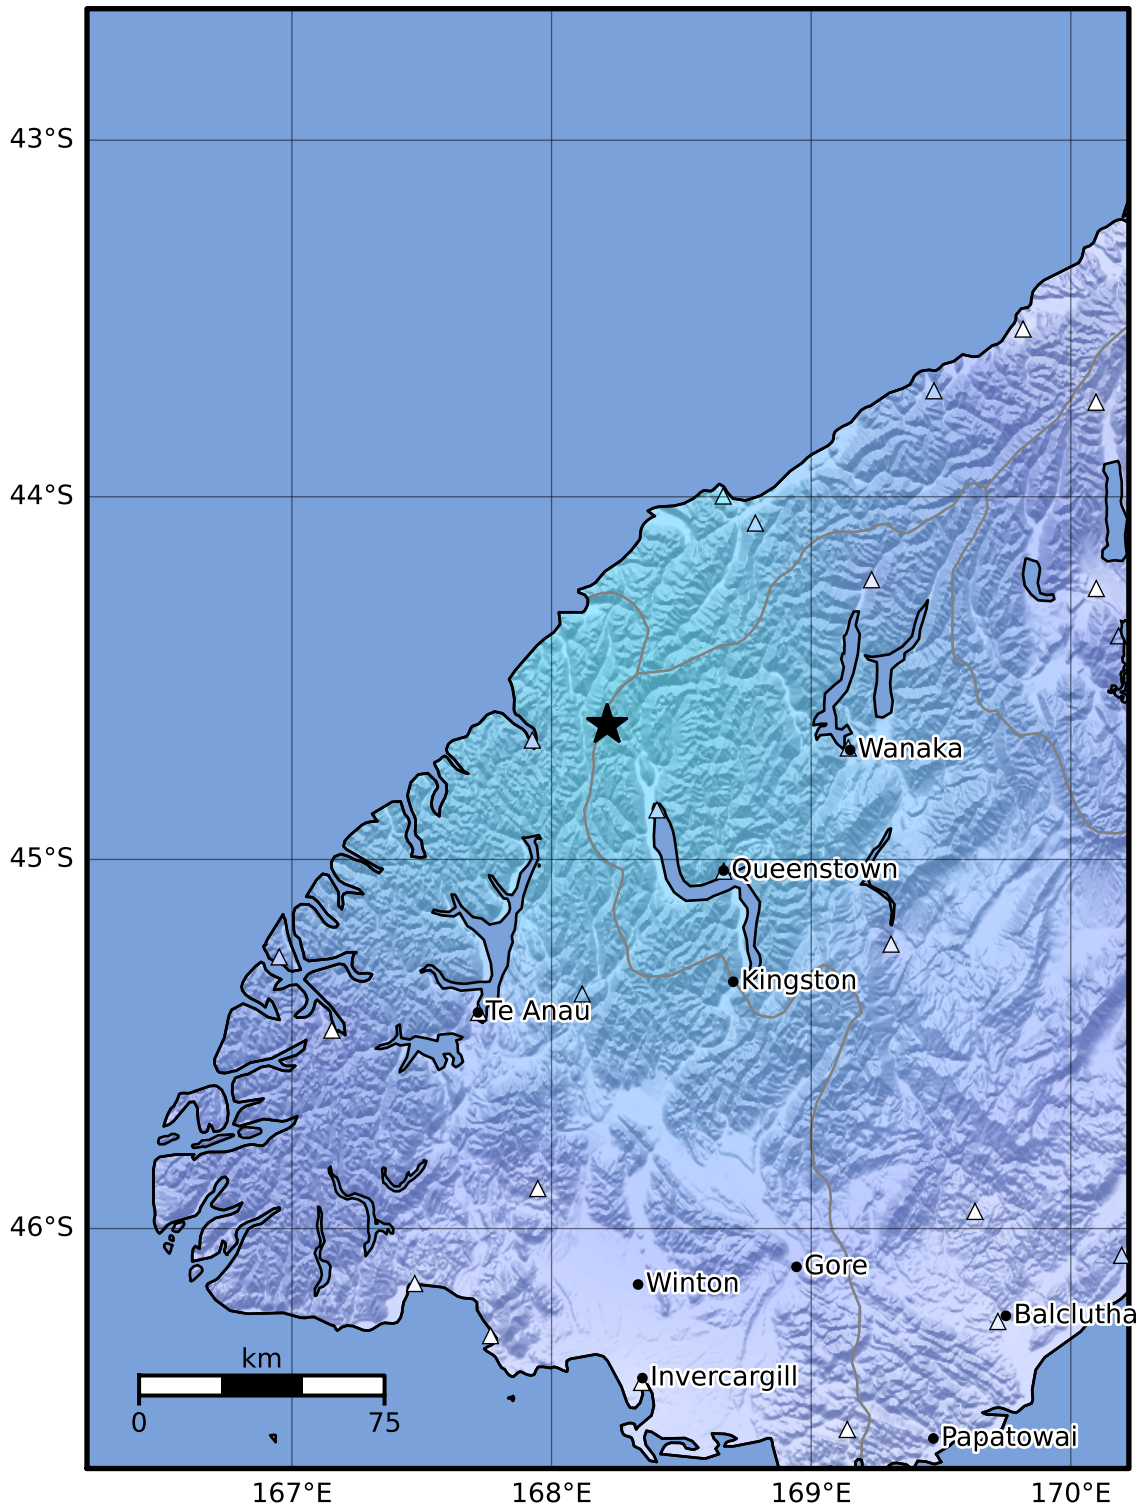 43°S
44°S
Wanaka
45°S
Queenstown
Kingston
Te Anau
46°S
Gore
Winton
Balclutha
km
Invercargill
0
75
Papatowai
167°E
168°E
169°E
170°E